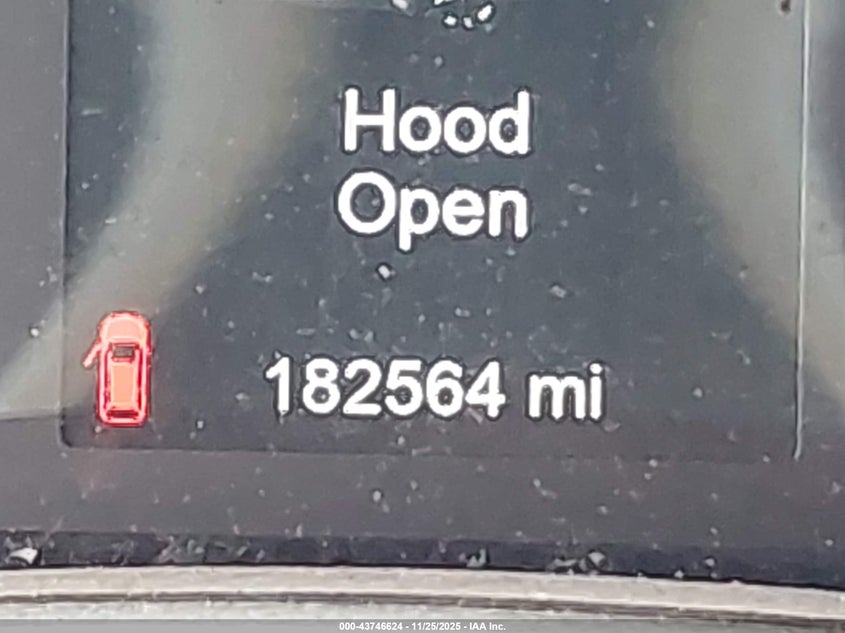 Hood
Open
182564 mi
000-43746624 - 11/25/2025 - IAA Inc.